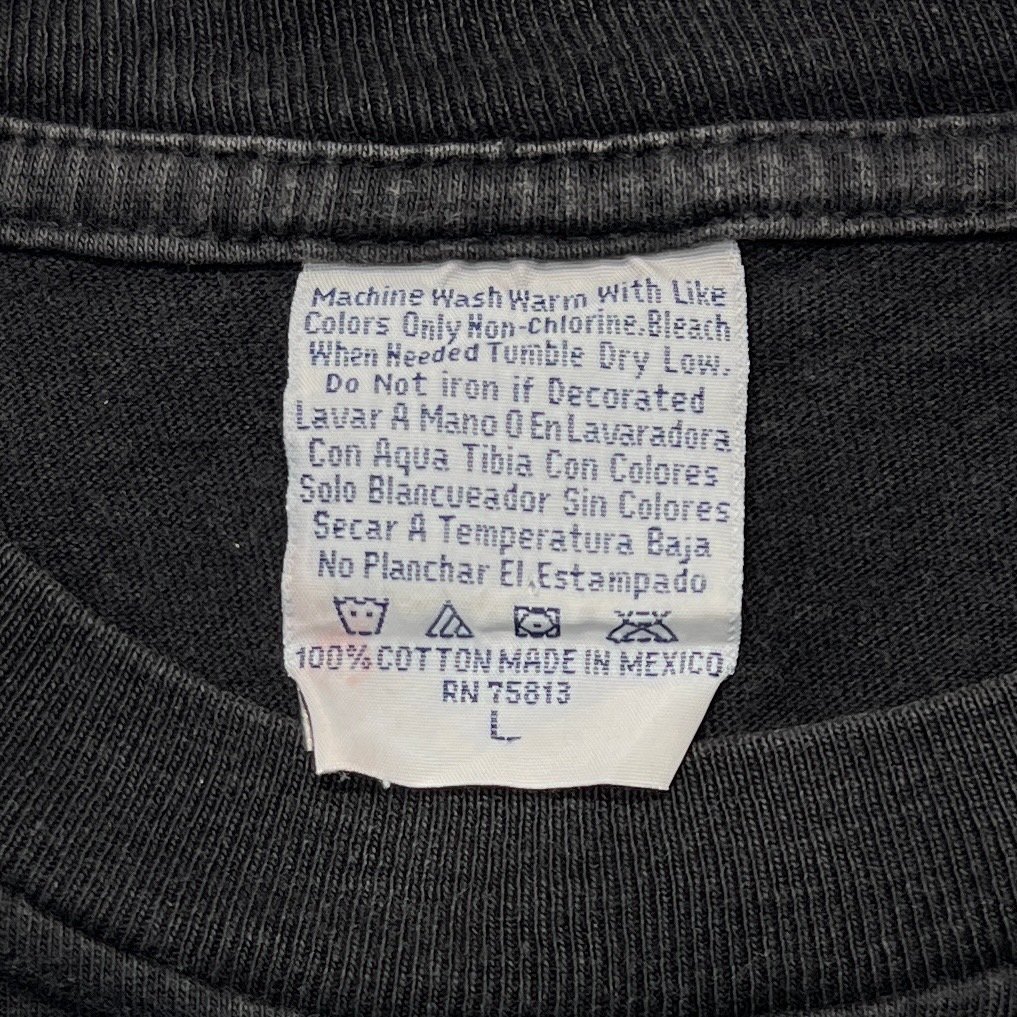 Machine Wash Warm With Like
Colors Only Non-Chlorine.Bleach
When Needed Tumble Dry Low.
Do Not iron if Decorated
Lavar A Mano O En Lavaradora
Con Aqua Tibia Con Colores
Solo Blancueador Sin Colores
Secar A Temperatura Baja
No Planchar El Estampado
100% COTTON MADE IN MEXICO
RN 75813
L